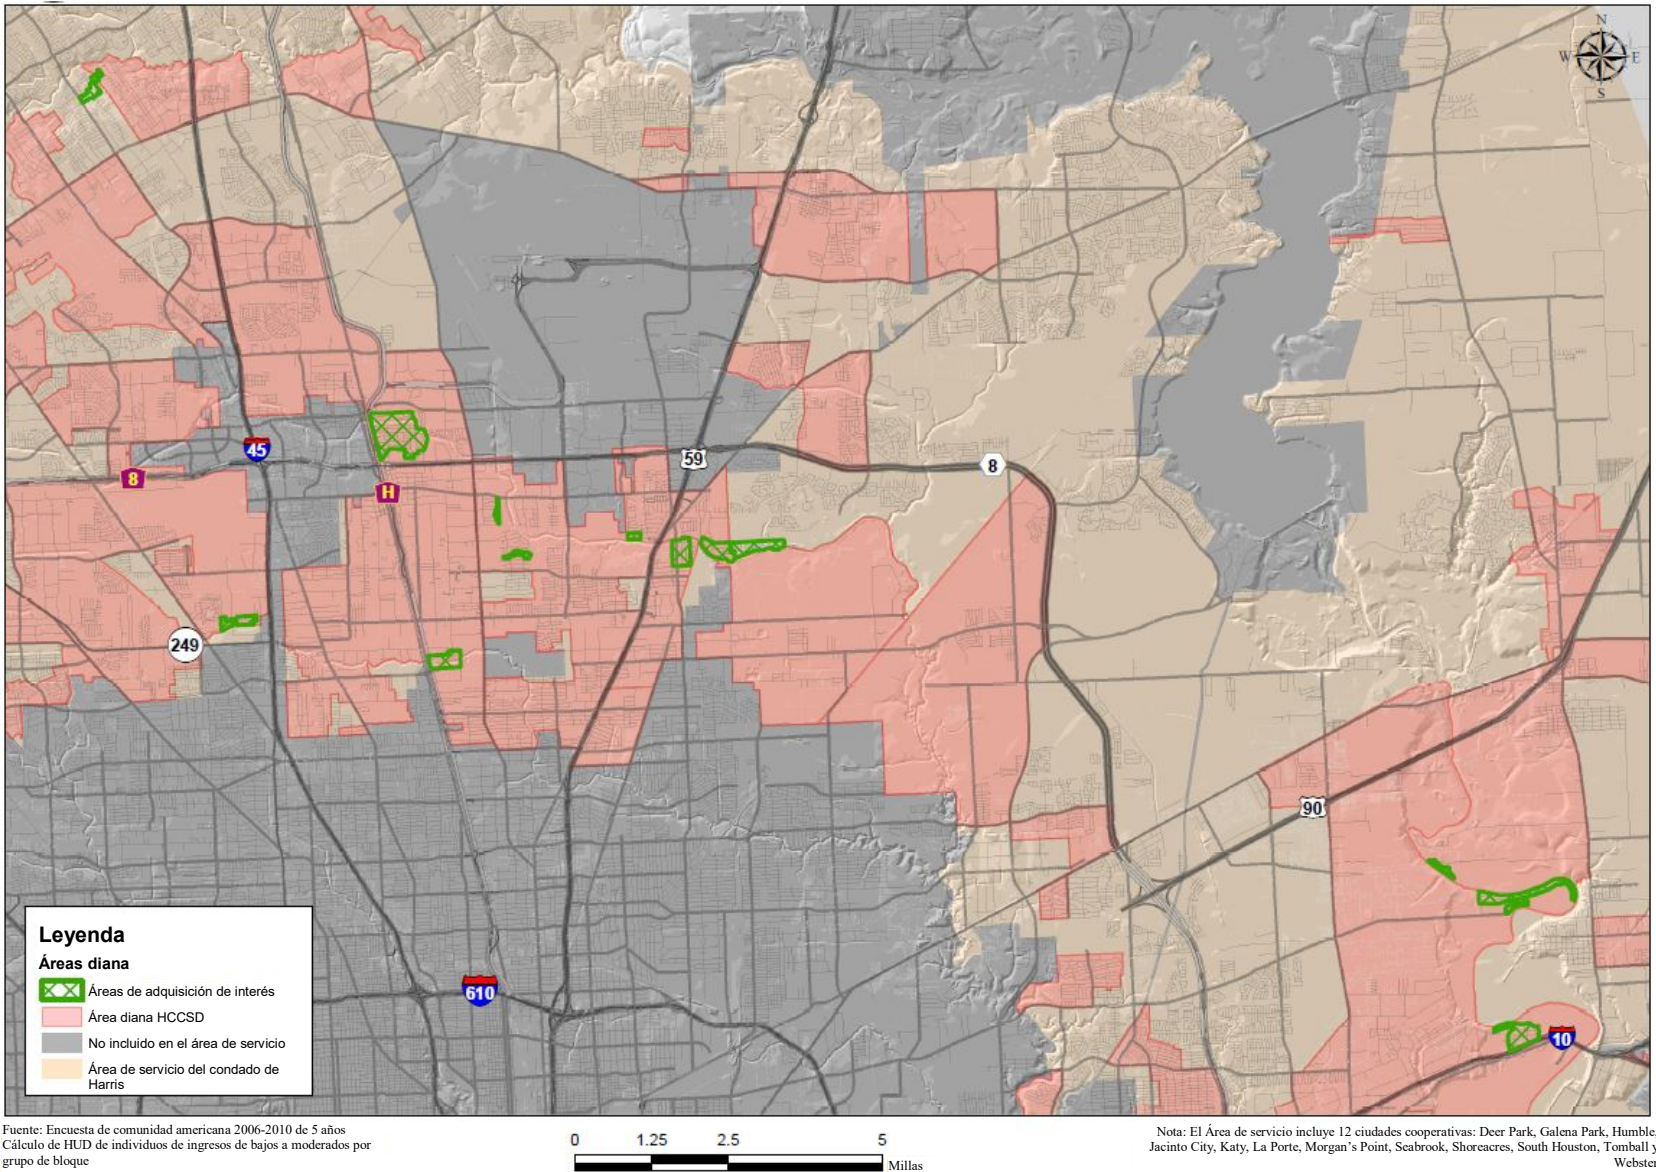 N
W E
S
45
8
H
59
8
249
90
610
10
Leyenda
Áreas diana
Áreas de adquisición de interés
Área diana HCCSD
No incluido en el área de servicio
Área de servicio del condado de
Harris
Fuente: Encuesta de comunidad americana 2006-2010 de 5 años
Cálculo de HUD de individuos de ingresos de bajos a moderados por
grupo de bloque
0 1.25 2.5 5
Millas
Nota: El Área de servicio incluye 12 ciudades cooperativas: Deer Park, Galena Park, Humble,
Jacinto City, Katy, La Porte, Morgan's Point, Seabrook, Shoreacres, South Houston, Tomball y
Webster